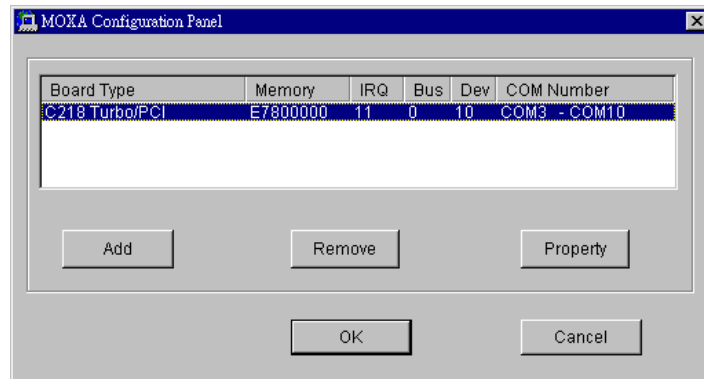 MOXA Configuration Panel
Board Type Memory IRQ Bus Dev COM Number
C218 Turbo/PCI E7800000 11 0 10 COM3 - COM10
Add Remove Property
OK Cancel